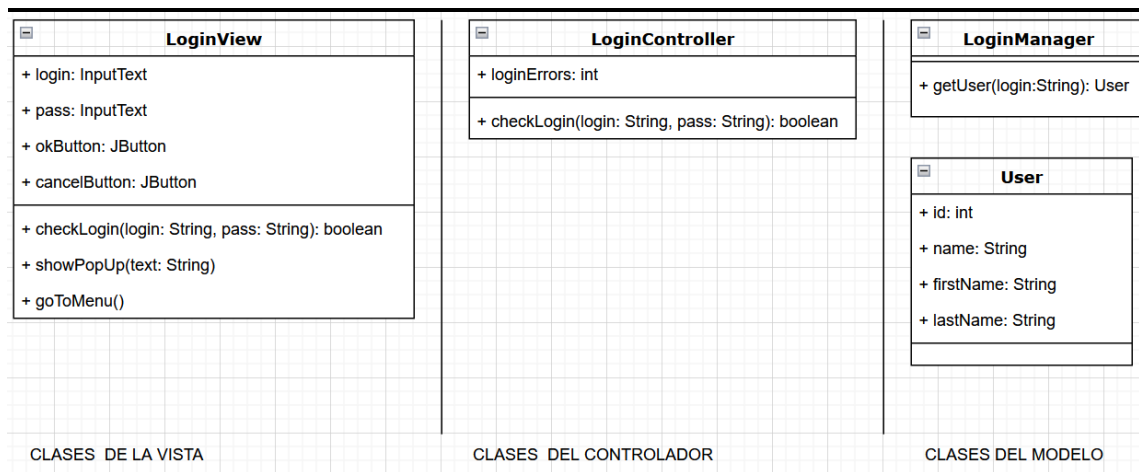 LoginView
+ login: InputText
+ pass: InputText
+ okButton: JButton
+ cancelButton: JButton
+ checkLogin(login: String, pass: String): boolean
+ showPopUp(text: String)
+ goToMenu()
CLASES DE LA VISTA
LoginController
+ loginErrors: int
+ checkLogin(login: String, pass: String): boolean
CLASES DEL CONTROLADOR
LoginManager
+ getUser(login:String): User
User
+ id: int
+ name: String
+ firstName: String
+ lastName: String
CLASES DEL MODELO